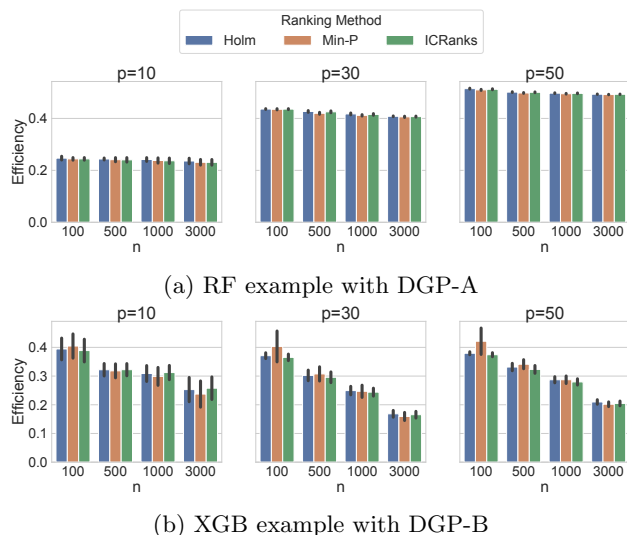 Ranking Method
Holm Min-P ICRanks
p=10 p=30 p=50
Efficiency
0.4
0.2
0.0
100 500 1000 3000 100 500 1000 3000 100 500 1000 3000
n n n
(a) RF example with DGP-A
p=10 p=30 p=50
Efficiency
0.4
0.3
0.2
0.1
0.0
100 500 1000 3000 100 500 1000 3000 100 500 1000 3000
n n n
(b) XGB example with DGP-B